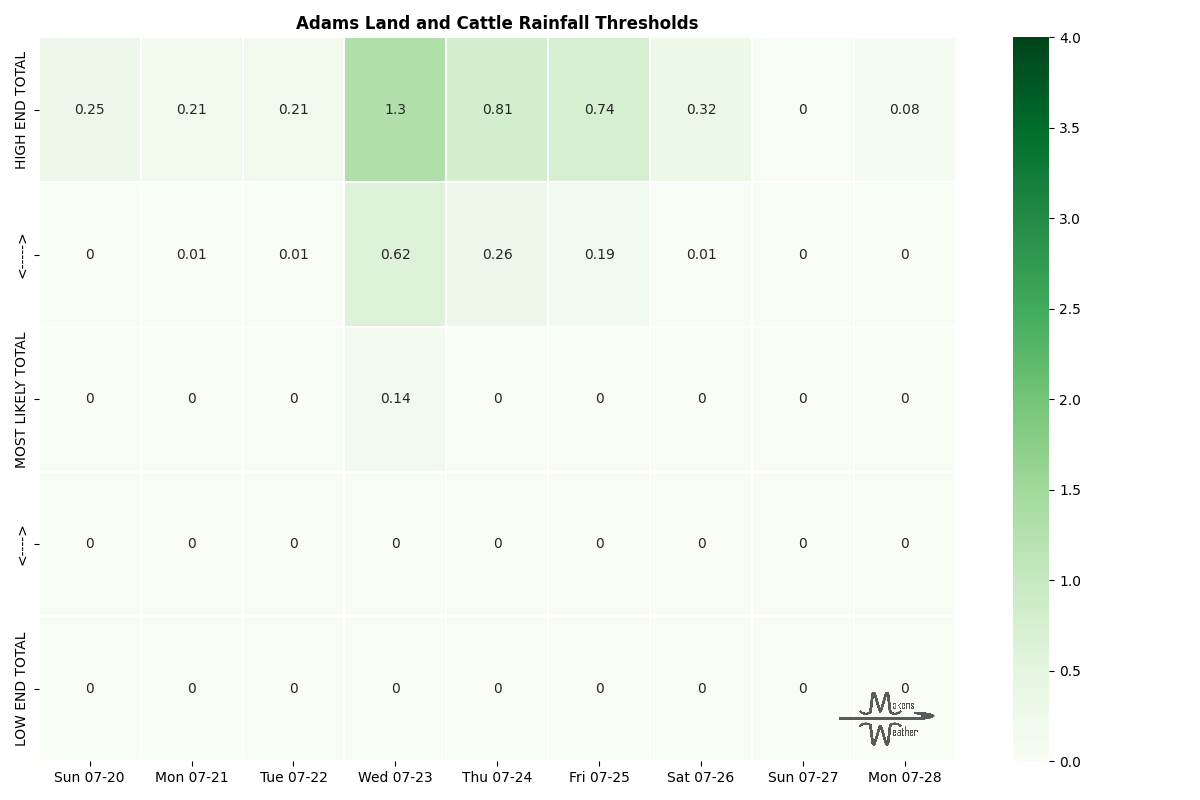 Adams Land and Cattle Rainfall Thresholds
HIGH END TOTAL
0.25 0.21 0.21 1.3 0.81 0.74 0.32 0 0.08
<----->
0 0.01 0.01 0.62 0.26 0.19 0.01 0 0
MOST LIKELY TOTAL
0 0 0 0.14 0 0 0 0 0
<---->
0 0 0 0 0 0 0 0 0
LOW END TOTAL
0 0 0 0 0 0 0 0 0
Makens
Weather
Sun 07-20 Mon 07-21 Tue 07-22 Wed 07-23 Thu 07-24 Fri 07-25 Sat 07-26 Sun 07-27 Mon 07-28
4.0
3.5
3.0
2.5
2.0
1.5
1.0
0.5
0.0